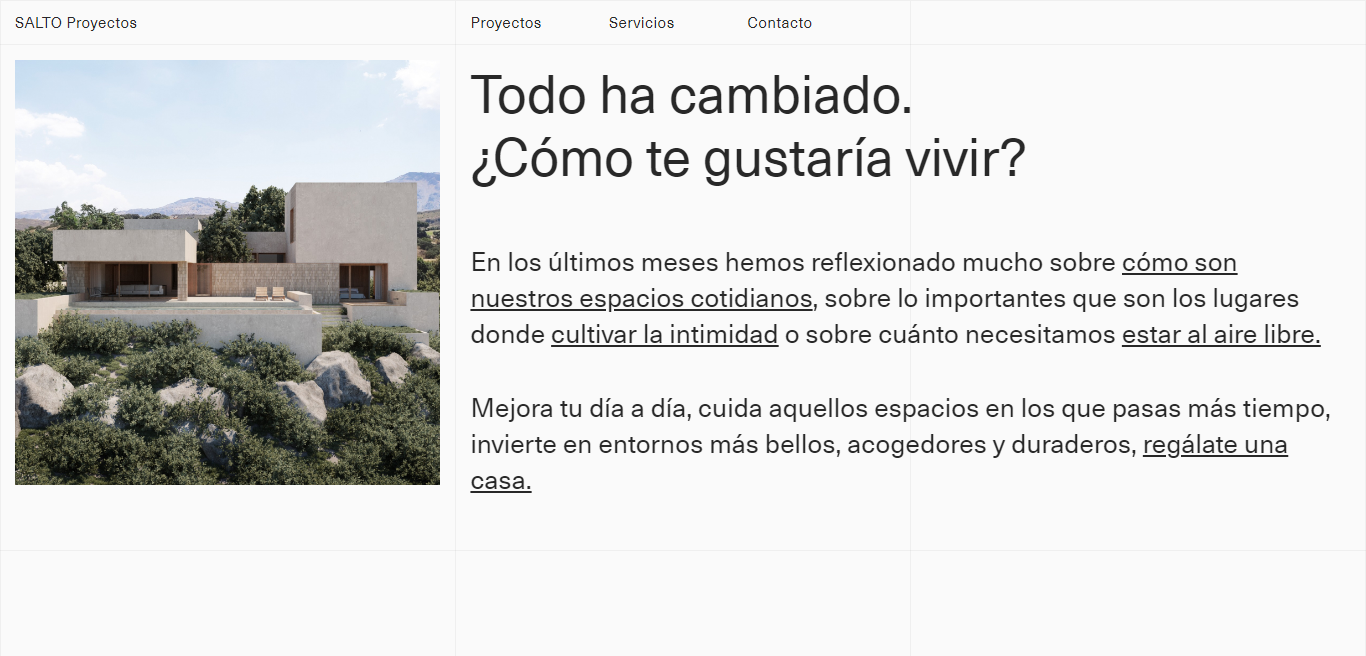 SALTO Proyectos
Proyectos
Servicios
Contacto
Todo ha cambiado.
¿Cómo te gustaría vivir?
En los últimos meses hemos reflexionado mucho sobre cómo son
nuestros espacios cotidianos, sobre lo importantes que son los lugares
donde cultivar la intimidad o sobre cuánto necesitamos estar al aire libre.
Mejora tu día a día, cuida aquellos espacios en los que pasas más tiempo,
invierte en entornos más bellos, acogedores y duraderos, regálate una
casa.